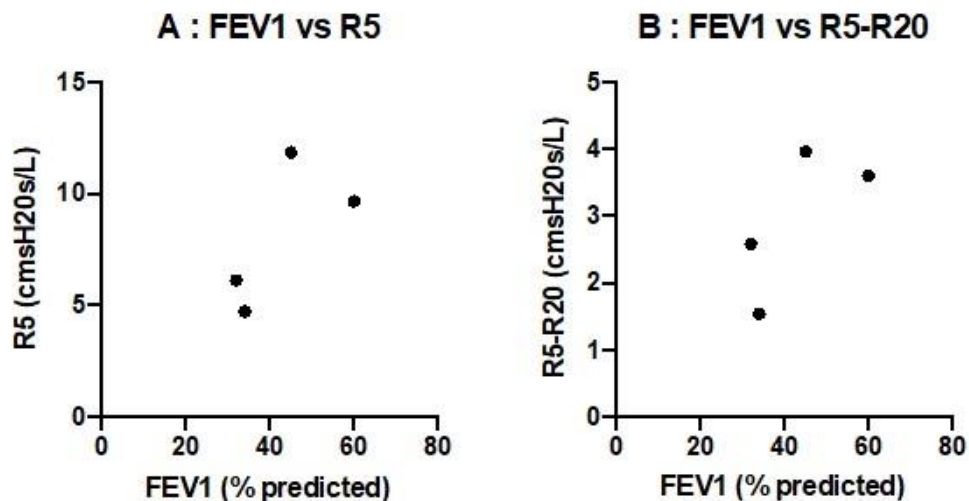 A : FEV1 vs R5
15
10
5
0
0 20 40 60 80
R5 (cmsH20s/L)
FEV1 (% predicted)
B : FEV1 vs R5-R20
5
4
3
2
1
0
0 20 40 60 80
R5-R20 (cmsH20s/L)
FEV1 (% predicted)